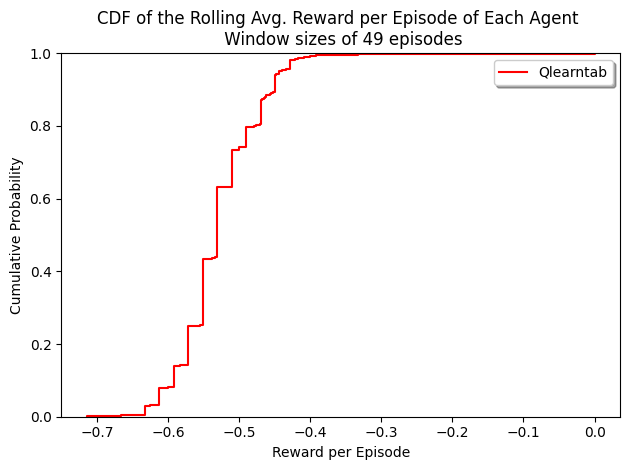 CDF of the Rolling Avg. Reward per Episode of Each Agent
Window sizes of 49 episodes
Qlearntab
Cumulative Probability
1.0
0.8
0.6
0.4
0.2
0.0
−0.7 −0.6 −0.5 −0.4 −0.3 −0.2 −0.1 0.0
Reward per Episode